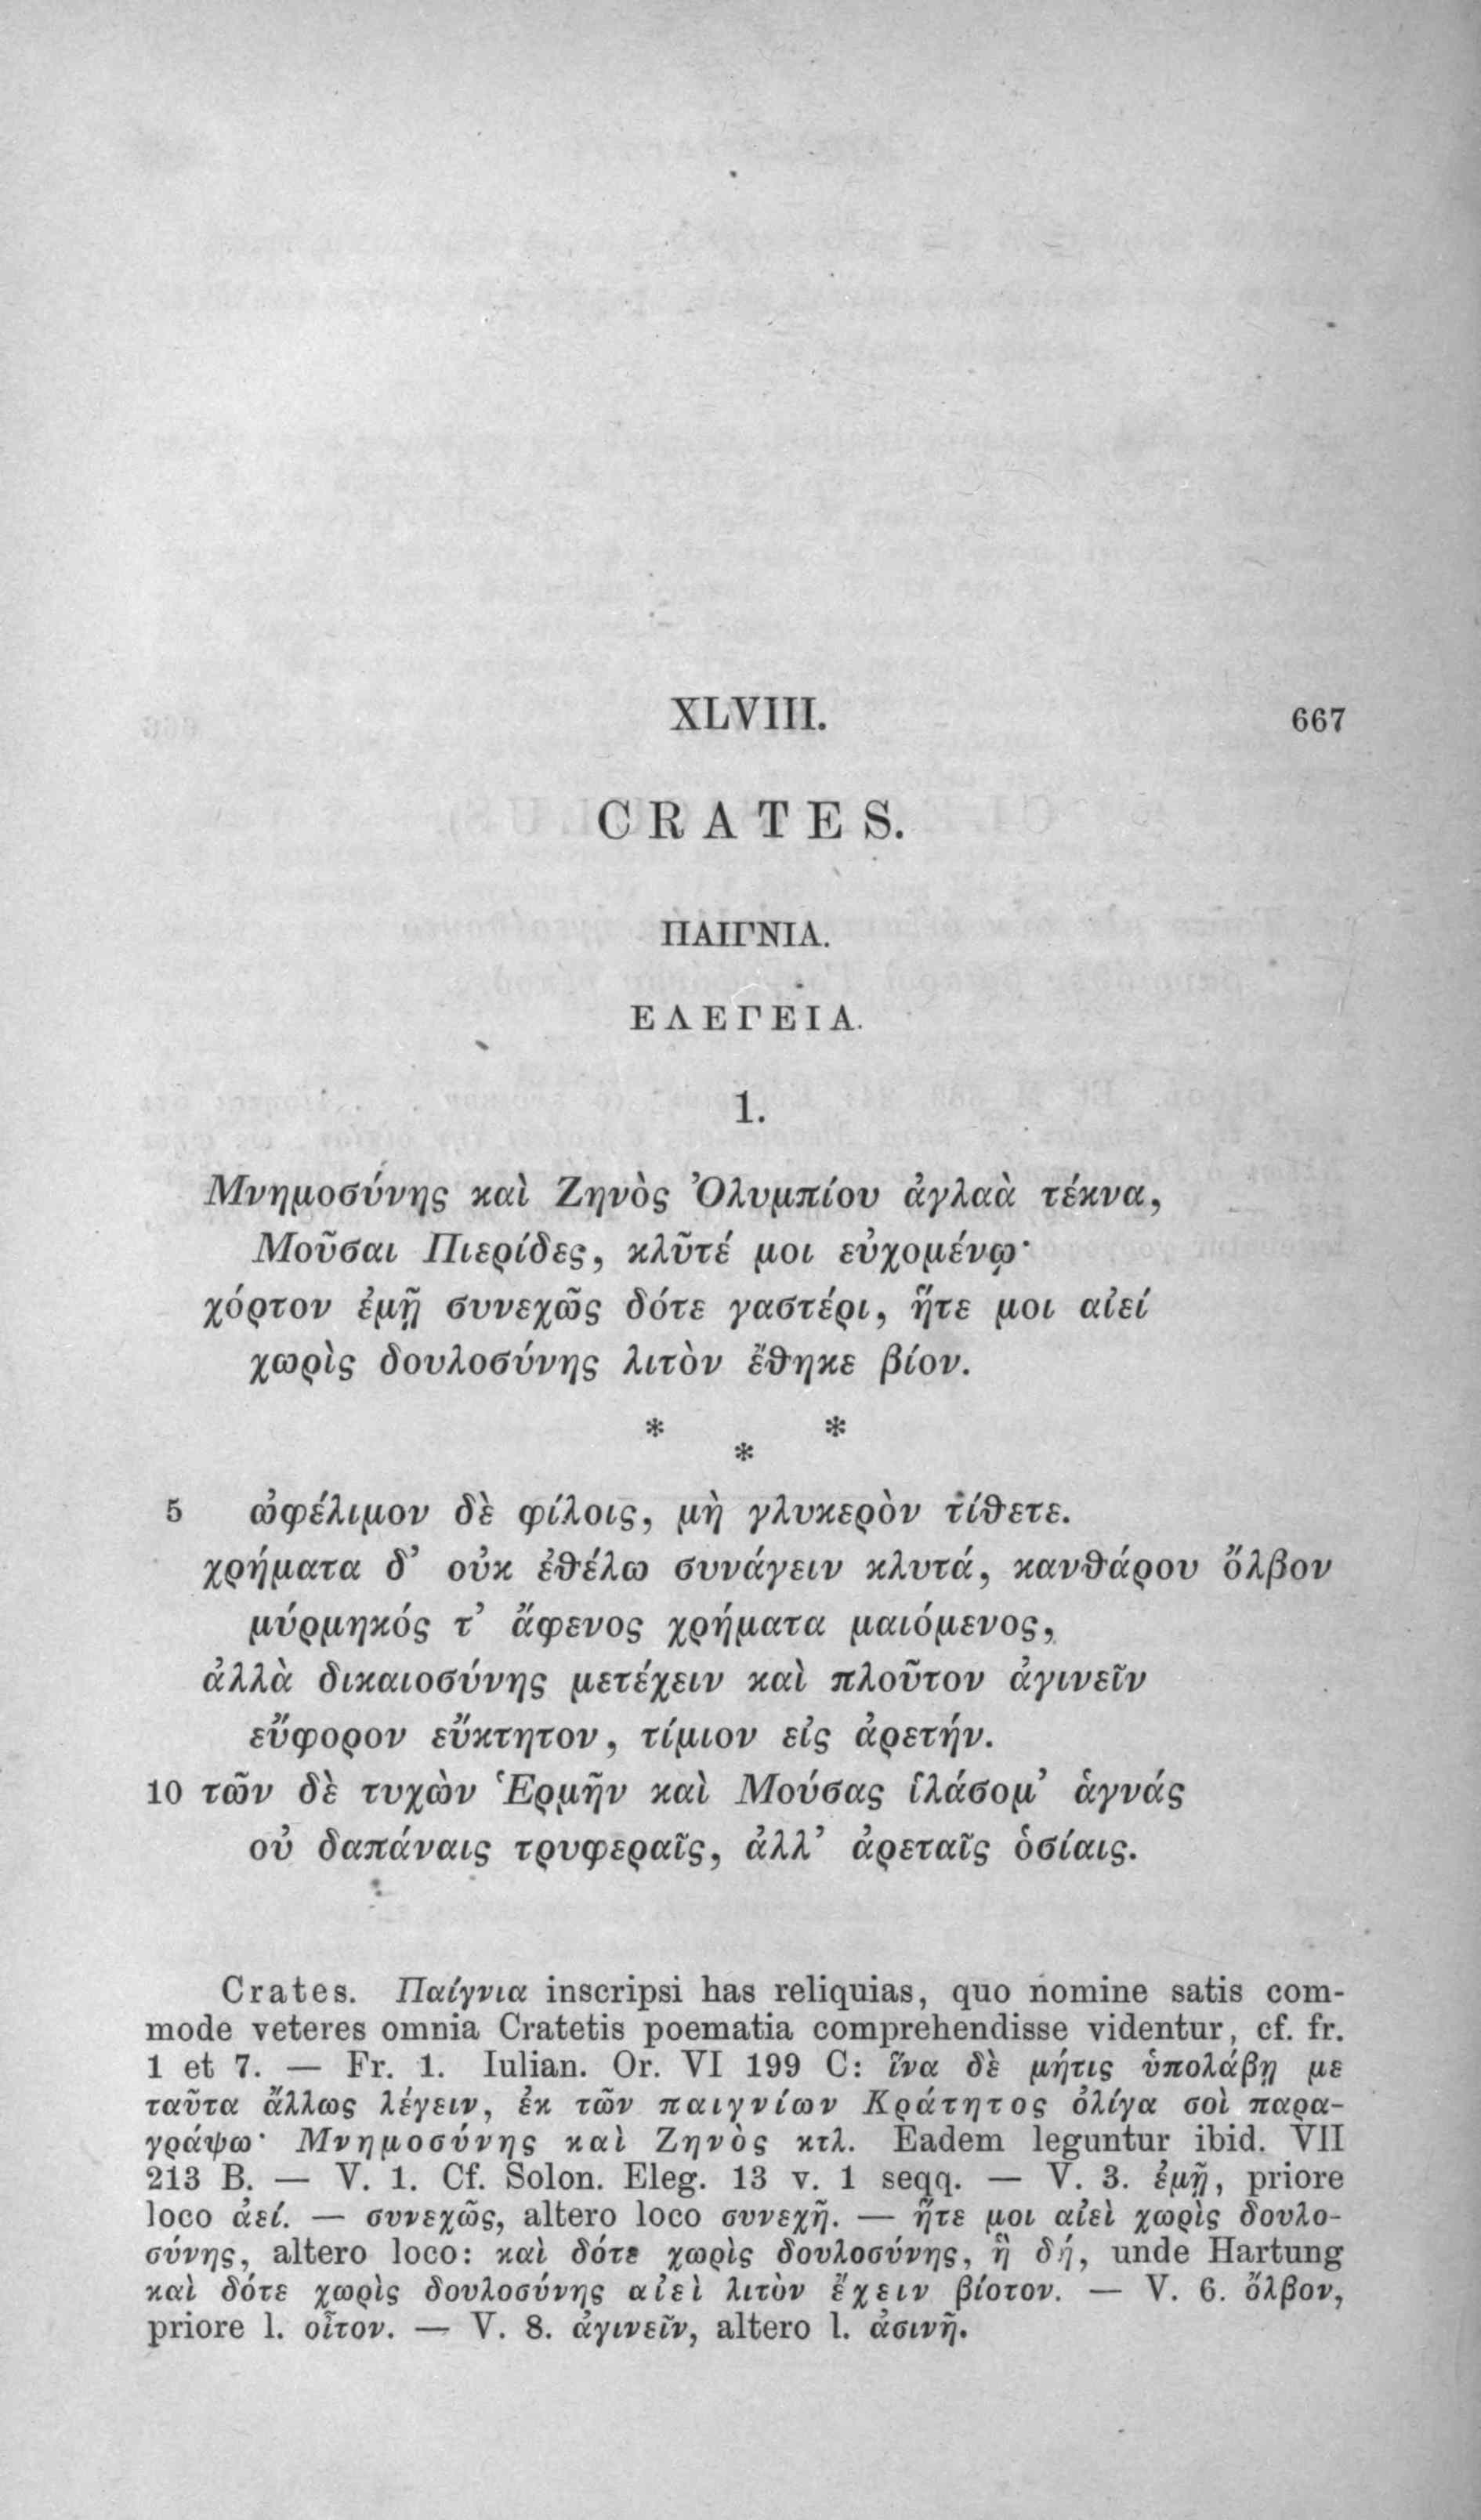 XLVIII. 667
CRATES.
ΠΑΙΓΝΙΑ.
ΕΛΕΓΕΙΑ.
1.
Μνημοσύνης καὶ Ζηνὸς Ὀλυμπίου ἀγλαὰ τέκνα,
Μοῦσαι Πιερίδες, κλῦτέ μοι εὐχομένῳ·
χόρτον ἐμῇ συνεχῶς δότε γαστέρι, ἥτε μοι αἰεί
χωρὶς δουλοσύνης λιτὸν ἔθηκε βίον.
* * *
5 ὠφέλιμον δὲ φίλοις, μὴ γλυκερὸν τίθετε.
χρήματα δ’ οὐκ ἐθέλω συνάγειν κλυτά, κανθάρου ὄλβον
μύρμηκός τ’ ἄφενος χρήματα μαιόμενος,
ἀλλὰ δικαιοσύνης μετέχειν καὶ πλοῦτον ἀγινεῖν
εὔφορον εὔκτητον, τίμιον εἰς ἀρετήν.
10 τῶν δὲ τυχὼν Ἑρμῆν καὶ Μούσας ἱλάσομ’ ἁγνάς
οὐ δαπάναις τρυφεραῖς, ἀλλ’ ἀρεταῖς ὁσίαις.
Crates. Παίγνια inscripsi has reliquias, quo nomine satis com-
mode veteres omnia Cratetis poematia comprehendisse videntur, cf. fr.
1 et 7. — Fr. 1. Iulian. Or. VI 199 C: ἵνα δὲ μήτις ὑπολάβῃ με
ταῦτα ἄλλως λέγειν, ἐκ τῶν παιγνίων Κράτητος ὀλίγα σοὶ παρα-
γράψω· Μνημοσύνης καὶ Ζηνὸς κτλ. Eadem leguntur ibid. VII
213 B. — V. 1. Cf. Solon. Eleg. 13 v. 1 seqq. — V. 3. ἐμῇ, priore
loco ἀεί. — συνεχῶς, altero loco συνεχῆ. — ἥτε μοι αἰεὶ χωρὶς δουλο-
σύνης, altero loco: καὶ δότε χωρὶς δουλοσύνης, ἣ δή, unde Hartung
καὶ δότε χωρὶς δουλοσύνης αἰεὶ λιτὸν ἔχειν βίοτον. — V. 6. ὄλβον,
priore l. οἶτον. — V. 8. ἀγινεῖν, altero l. ἀσινῆ.